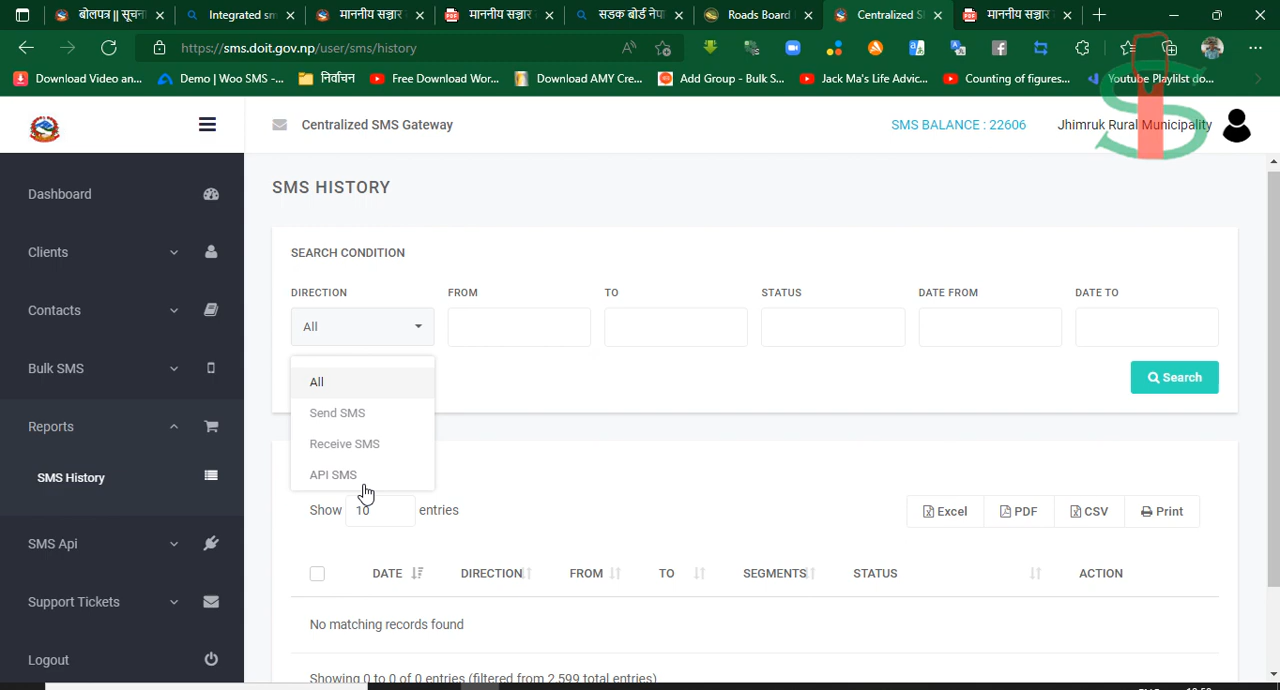 बोलपत्र || सूचना
Integrated sm
माननीय सञ्चार
माननीय सञ्चार
सडक बोर्ड नेपा
Roads Board
Centralized S
माननीय सञ्चार
https://sms.doit.gov.np/user/sms/history
Download Video an...
Demo | Woo SMS -...
निर्वाचन
Free Download Wor...
Download AMY Cre...
Add Group - Bulk S...
Jack Ma's Life Advic...
Counting of figures...
Youtube Playlilst do...
Centralized SMS Gateway
SMS BALANCE : 22606
Jhimruk Rural Municipality
Dashboard
Clients
Contacts
Bulk SMS
Reports
SMS History
SMS Api
Support Tickets
Logout
SMS HISTORY
SEARCH CONDITION
DIRECTION
FROM
TO
STATUS
DATE FROM
DATE TO
All
All
Send SMS
Receive SMS
API SMS
Search
Show 10 entries
Excel
PDF
CSV
Print
DATE
DIRECTION
FROM
TO
SEGMENTS
STATUS
ACTION
No matching records found
Showing 0 to 0 of 0 entries (filtered from 2,599 total entries)